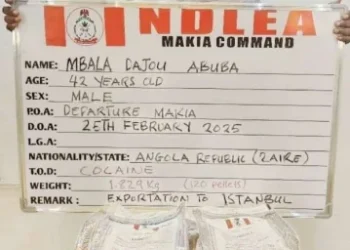 NDLEA
MAKIA COMMAND
NAME: MBALA DAJOU ABUBA
AGE: 42 YEARS OLD
SEX: MALE
P.O.A: DEPARTURE MAKIA
D.O.A: 25TH FEBRUARY 2025
L.G.A:
NATIONALITY/STATE: ANGOLA REPUBLIC (ZAIRE)
T.O.D: COCAINE
WEIGHT: 1.829Kg (120 PELLETS)
REMARK: EXPORTATION TO ISTANBUL